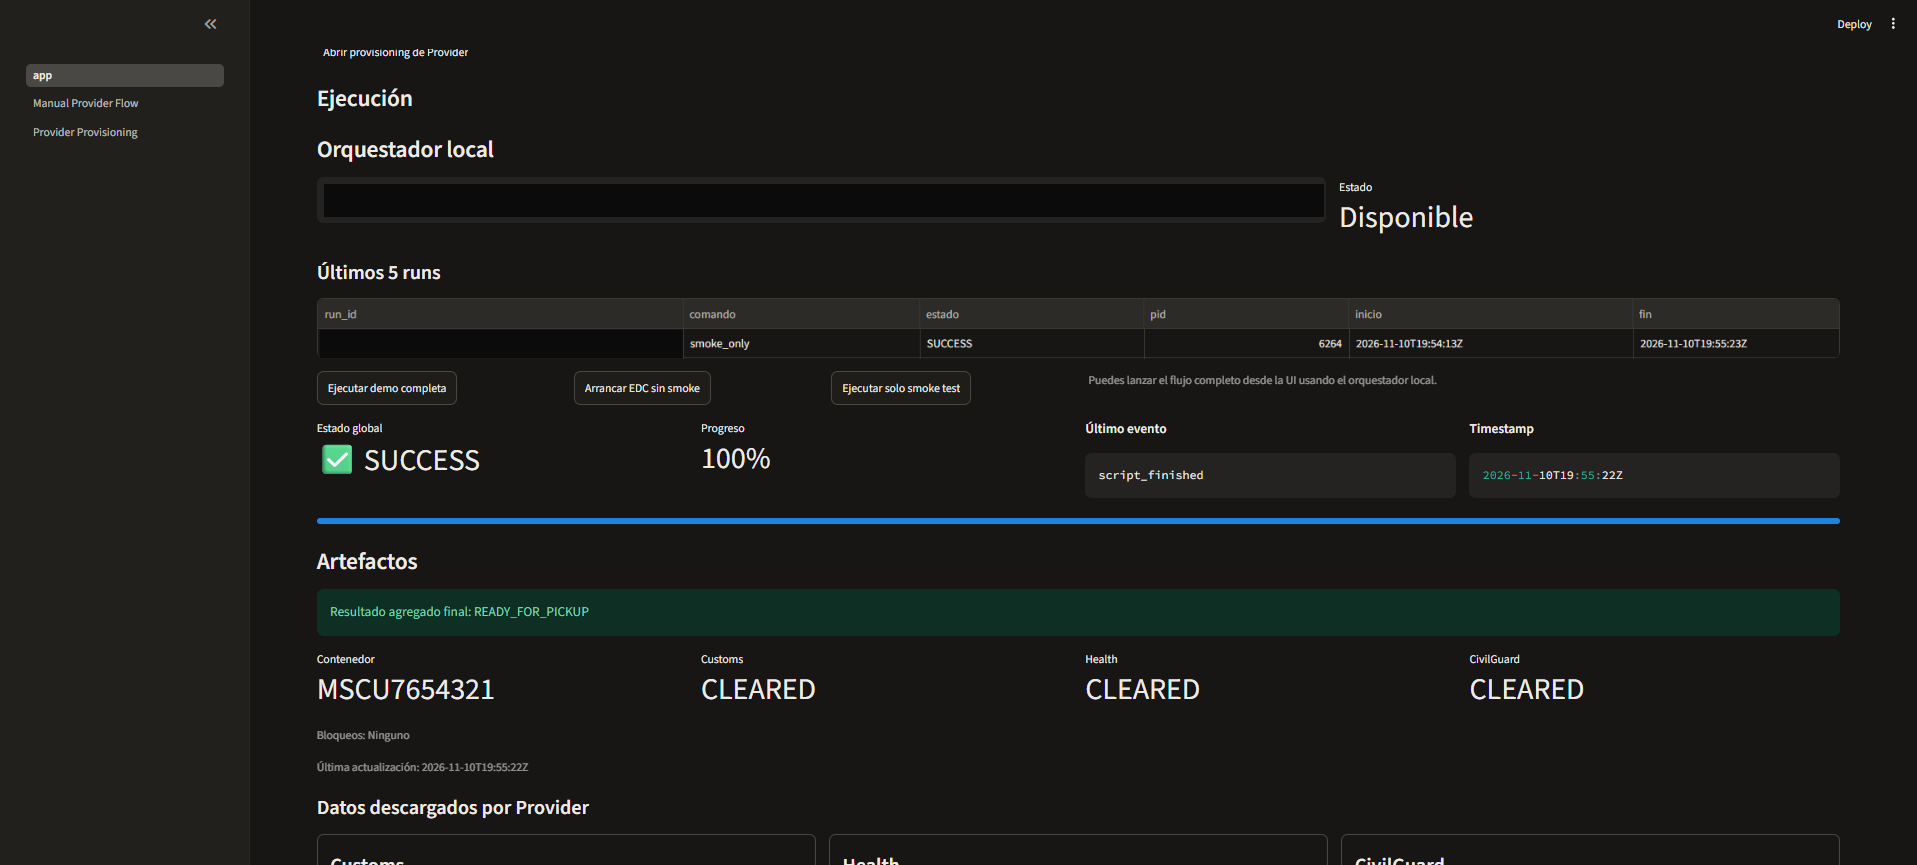 Deploy
app
Manual Provider Flow
Provider Provisioning
Abrir provisioning de Provider
Ejecución
Orquestador local
Estado
Disponible
Últimos 5 runs
run_id comando estado pid inicio fin
smoke_only SUCCESS 6264 2026-11-10T19:54:13Z 2026-11-10T19:55:23Z
Ejecutar demo completa
Arrancar EDC sin smoke
Ejecutar solo smoke test
Puedes lanzar el flujo completo desde la UI usando el orquestador local.
Estado global
SUCCESS
Progreso
100%
Último evento
script_finished
Timestamp
2026-11-10T19:55:22Z
Artefactos
Resultado agregado final: READY_FOR_PICKUP
Contenedor
MSCU7654321
Customs
CLEARED
Health
CLEARED
CivilGuard
CLEARED
Bloqueos: Ninguno
Última actualización: 2026-11-10T19:55:22Z
Datos descargados por Provider
Customs
Health
CivilGuard